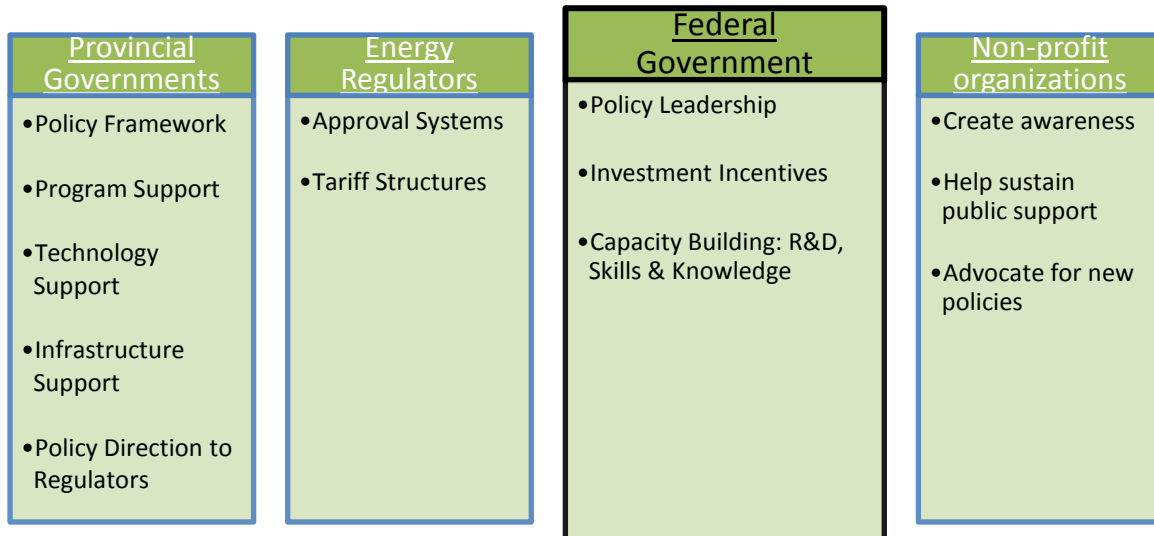 Provincial
Governments
•Policy Framework
•Program Support
•Technology
Support
•Infrastructure
Support
•Policy Direction to
Regulators
Energy
Regulators
•Approval Systems
•Tariff Structures
Federal
Government
•Policy Leadership
•Investment Incentives
•Capacity Building: R&D,
Skills & Knowledge
Non-profit
organizations
•Create awareness
•Help sustain
public support
•Advocate for new
policies